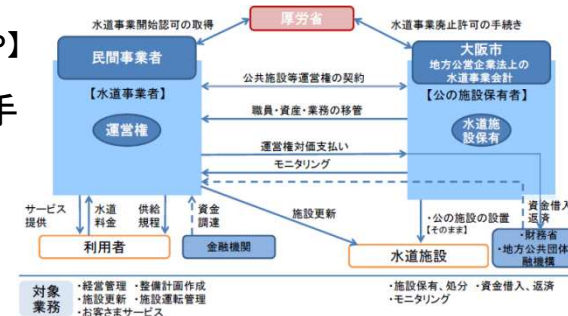 P】
手
厚労省
水道事業開始認可の取得
水道事業廃止許可の手続き
民間事業者
大阪市
地方公営企業法上の
水道事業会計
公共施設等運営権の契約
【水道事業者】
【公の施設保有者】
職員・資産・業務の移管
運営権
水道施
設保有
運営権対価支払い
モニタリング
サービス
提供
水道
料金
供給
規程
資金
調達
施設更新
・公の施設の設置
【そのまま】
資金借入
返済
利用者
金融機関
水道施設
・財務省
・地方公共団体
融機構
対象
業務
・経営管理 ・整備計画作成
・施設更新 ・施設運転管理
・お客さまサービス
・施設保有、処分 ・資金借入、返済
・モニタリング